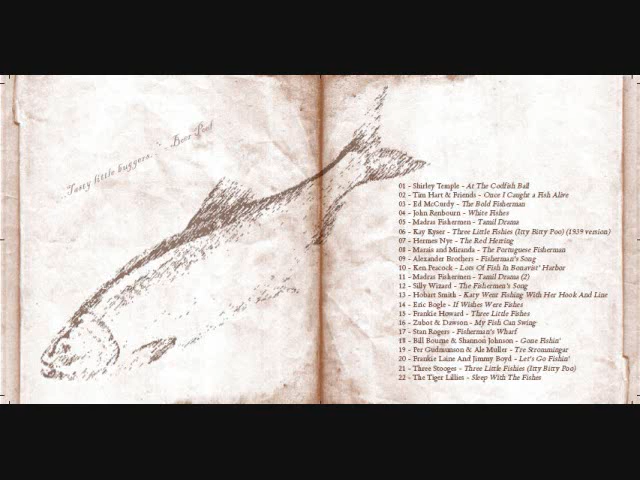 Tasty little buggers.
01 - Shirley Temple - At The Codfish Ball
02 - Tim Hart & Friends - Once I Caught a Fish Alive
03 - Ed McCurdy - The Bold Fisherman
04 - John Renbourn - White Fishes
05 - Madras Fishermen - Tamil Drama
06 - Kay Kyser - Three Little Fishies (Itty Bitty Poo) (1939 version)
07 - Hermes Nye - The Red Herring
08 - Marais and Miranda - The Portuguese Fisherman
09 - Alexander Brothers - Fisherman's Song
10 - Ken Peacock - Lots Of Fish In Bonavist' Harbor
11 - Madras Fishermen - Tamil Drama (2)
12 - Silly Wizard - The Fishermen's Song
13 - Hobart Smith - Katy Went Fishing With Her Hook And Line
14 - Eric Bogle - If Wishes Were Fishes
15 - Frankie Howard - Three Little Fishes
16 - Zubot & Dawson - My Fish Can Swing
17 - Stan Rogers - Fisherman's Wharf
18 - Bill Bourne & Shannon Johnson - Gone Fishin'
19 - Per Gudmunson & Ale Moller - Tre Strommingar
20 - Frankie Laine And Jimmy Boyd - Let's Go Fishin'
21 - Three Stooges - Three Little Fishies (Itty Bitty Poo)
22 - The Tiger Lillies - Sleep With The Fishes